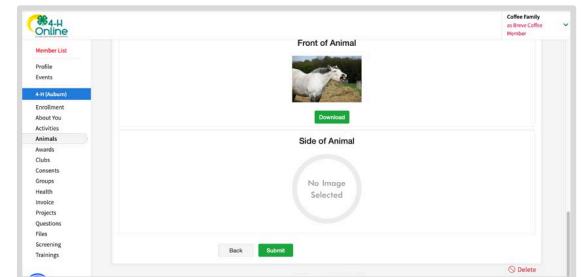 4-H
Online
Coffee Family
as Breve Coffee
Member
Member List
Profile
Events
4-H (Auburn)
Enrollment
About You
Activities
Animals
Awards
Clubs
Consents
Groups
Health
Invoice
Projects
Questions
Files
Screening
Trainings
Front of Animal
Download
Side of Animal
No Image
Selected
Back
Submit
Delete